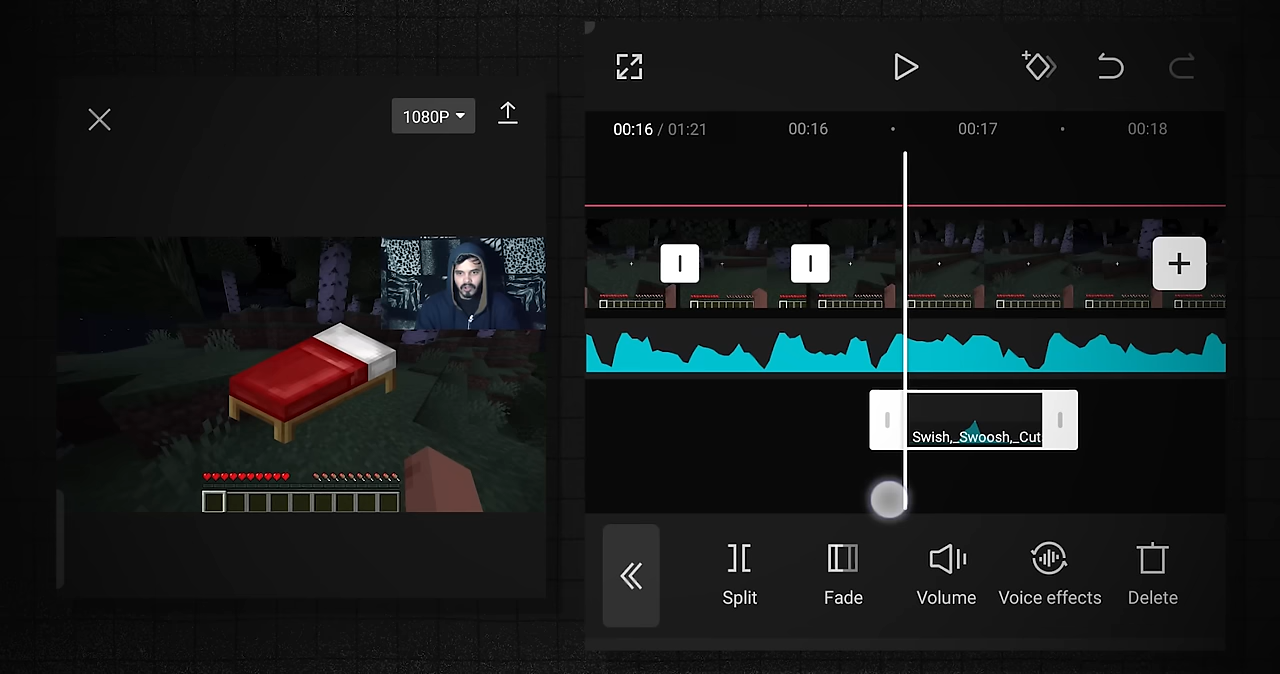 1080P
00:16 / 01:21
00:16
00:17
00:18
Swish,_Swoosh,_Cut
Split
Fade
Volume
Voice effects
Delete